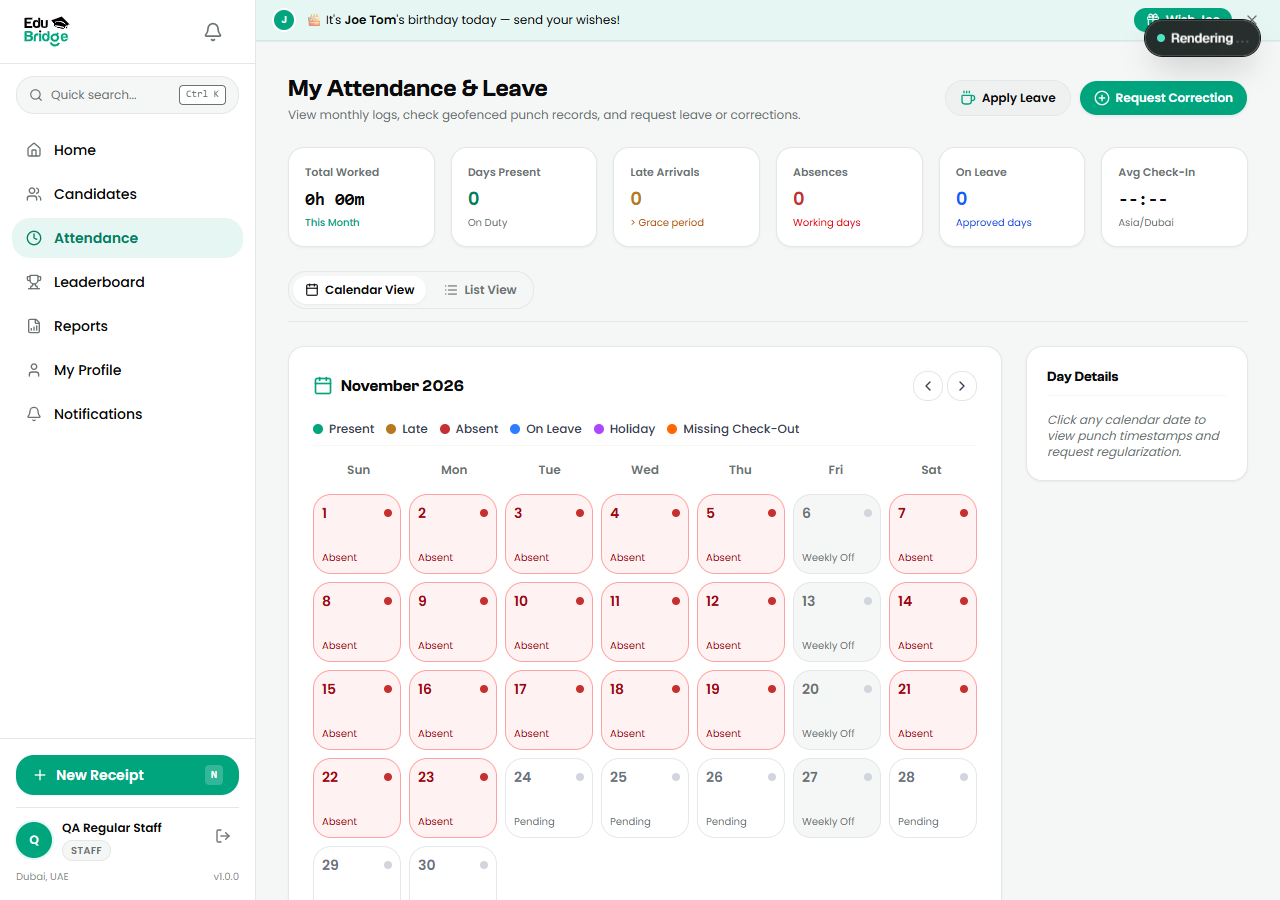 Edu
Bridge
J
It's Joe Tom's birthday today — send your wishes!
Rendering...
Quick search...
Ctrl K
Home
Candidates
Attendance
Leaderboard
Reports
My Profile
Notifications
New Receipt
N
Q
QA Regular Staff
STAFF
Dubai, UAE
v1.0.0
My Attendance & Leave
View monthly logs, check geofenced punch records, and request leave or corrections.
Apply Leave
Request Correction
Total Worked
0h 00m
This Month
Days Present
0
On Duty
Late Arrivals
0
> Grace period
Absences
0
Working days
On Leave
0
Approved days
Avg Check-In
--:--
Asia/Dubai
Calendar View
List View
November 2026
Present
Late
Absent
On Leave
Holiday
Missing Check-Out
Sun Mon Tue Wed Thu Fri Sat
1 2 3 4 5 6 7
Absent Absent Absent Absent Absent Weekly Off Absent
8 9 10 11 12 13 14
Absent Absent Absent Absent Absent Weekly Off Absent
15 16 17 18 19 20 21
Absent Absent Absent Absent Absent Weekly Off Absent
22 23 24 25 26 27 28
Absent Absent Pending Pending Pending Weekly Off Pending
29 30
Day Details
Click any calendar date to
view punch timestamps and
request regularization.